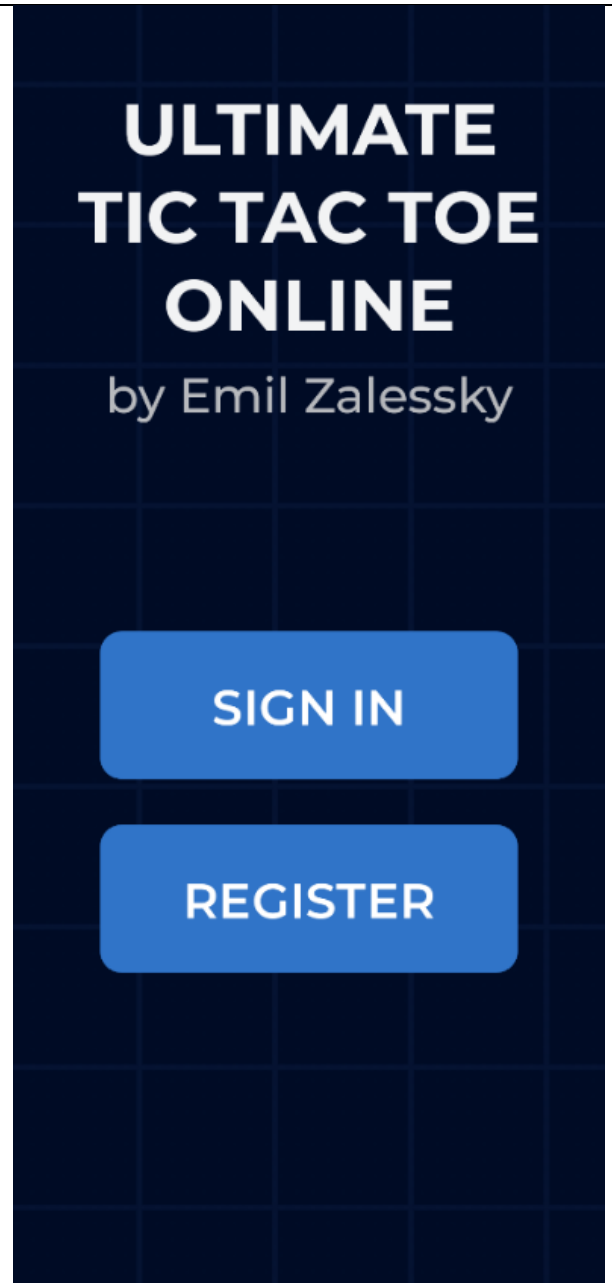 ULTIMATE
TIC TAC TOE
ONLINE
by Emil Zalessky
SIGN IN
REGISTER